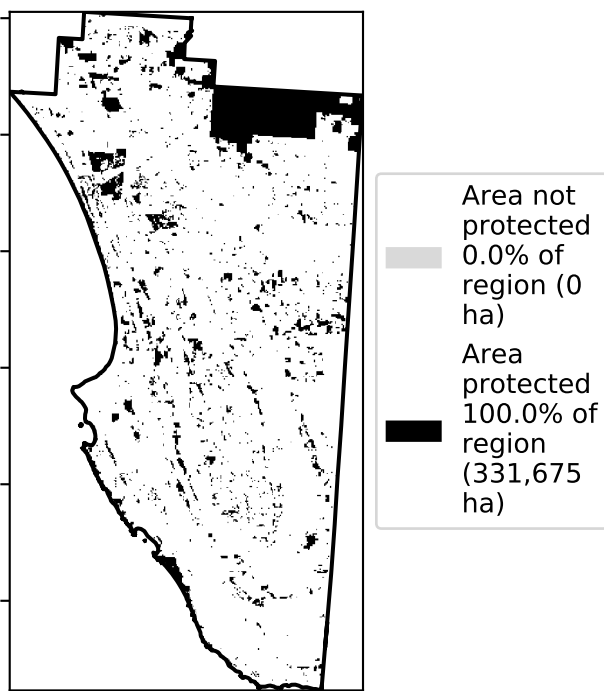 Area not
protected
0.0% of
region (0
ha)
Area
protected
100.0% of
region
(331,675
ha)